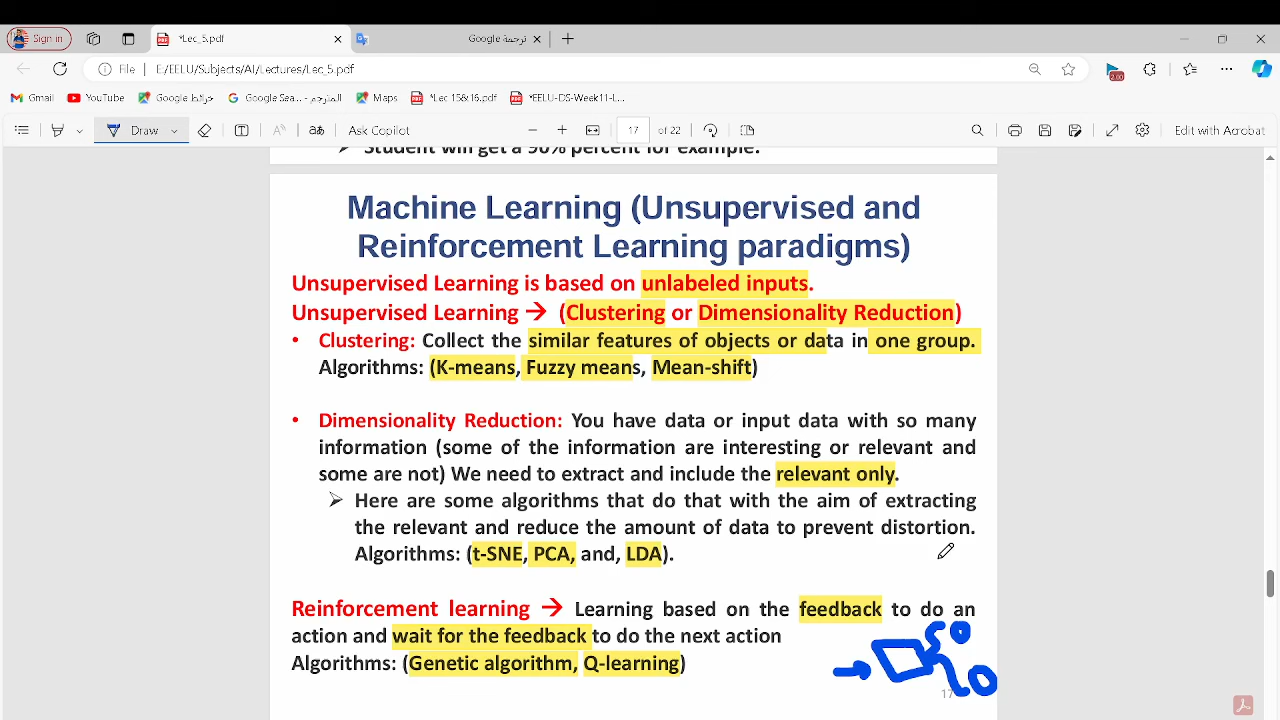 Sign in
*Lec_5.pdf
ترجمة Google
File
E:/EELU/Subjects/AI/Lectures/Lec_5.pdf
2.00
Gmail
YouTube
Maps
*Lec 15&16.pdf
*EELU-DS-Week11-L...
Draw
Ask Copilot
17
of 22
Edit with Acrobat
Student will get a 90% percent for example.
Machine Learning (Unsupervised and
Reinforcement Learning paradigms)
Unsupervised Learning is based on unlabeled inputs.
Unsupervised Learning → (Clustering or Dimensionality Reduction)
• Clustering: Collect the similar features of objects or data in one group.
Algorithms: (K-means, Fuzzy means, Mean-shift)
• Dimensionality Reduction: You have data or input data with so many
information (some of the information are interesting or relevant and
some are not) We need to extract and include the relevant only.
➢ Here are some algorithms that do that with the aim of extracting
the relevant and reduce the amount of data to prevent distortion.
Algorithms: (t-SNE, PCA, and, LDA).
Reinforcement learning → Learning based on the feedback to do an
action and wait for the feedback to do the next action
Algorithms: (Genetic algorithm, Q-learning)
17